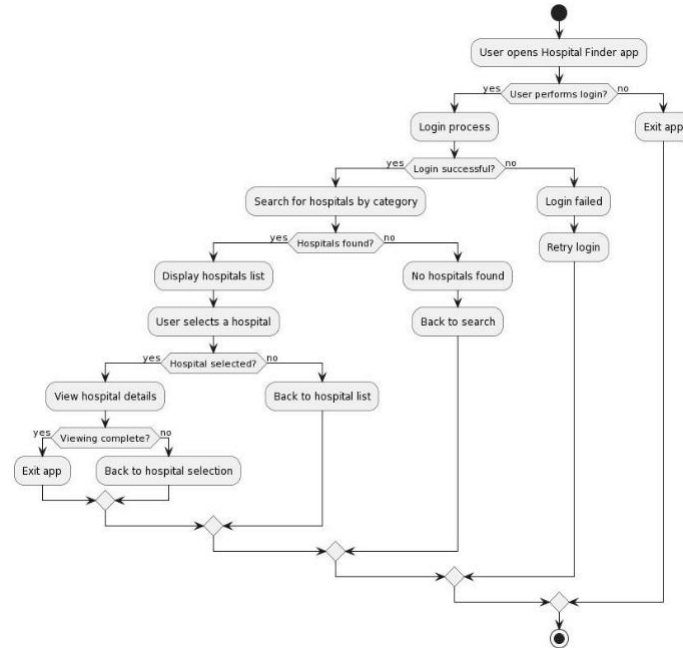 User opens Hospital Finder app
yes
User performs login?
no
Login process
Exit app
yes
Login successful?
no
Search for hospitals by category
Login failed
yes
Hospitals found?
no
Retry login
Display hospitals list
No hospitals found
User selects a hospital
Back to search
yes
Hospital selected?
no
View hospital details
Back to hospital list
yes
Viewing complete?
no
Exit app
Back to hospital selection